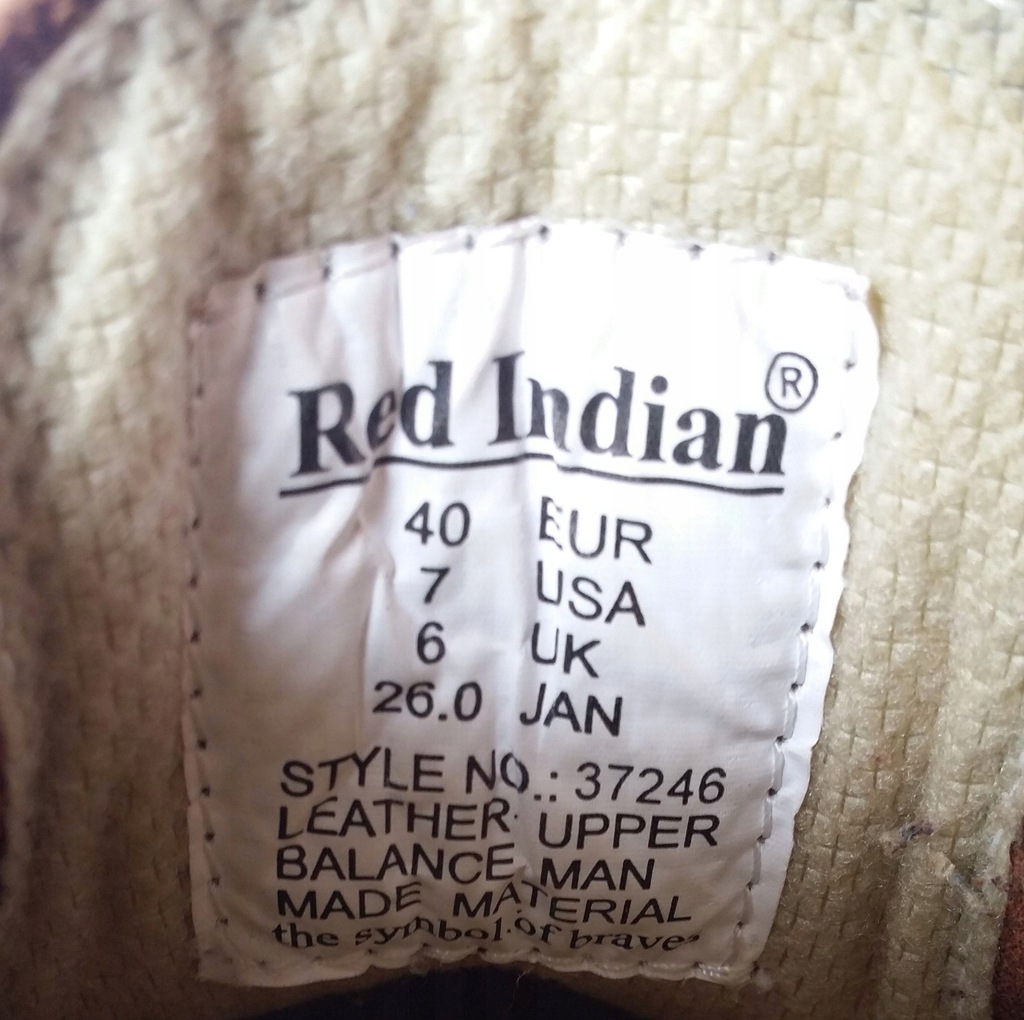 Red Indian®
40 EUR
7 USA
6 UK
26.0 JAN
STYLE NO.: 37246
LEATHER UPPER
BALANCE MAN
MADE MATERIAL
the symbol of brave